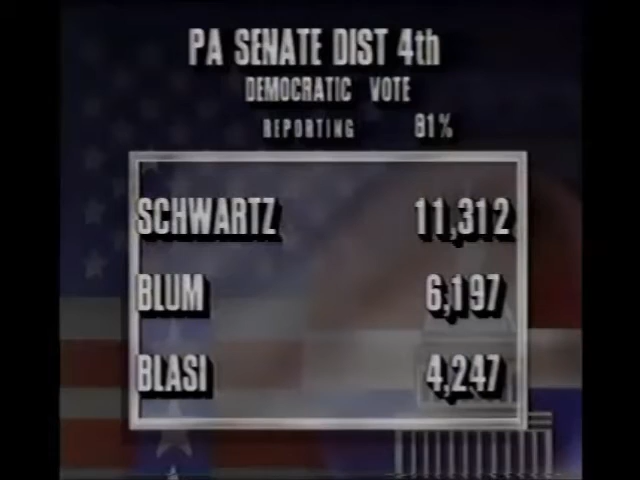 PA SENATE DIST 4th
DEMOCRATIC VOTE
REPORTING 81%
SCHWARTZ 11,312
BLUM 6,197
BLASI 4,247